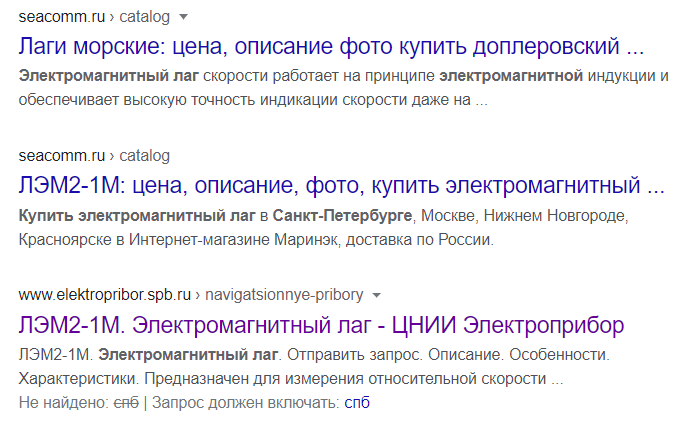 seacomm.ru › catalog
Лаги морские: цена, описание фото купить доплеровский ...
Электромагнитный лаг скорости работает на принципе электромагнитной индукции и
обеспечивает высокую точность индикации скорости даже на ...
seacomm.ru › catalog
ЛЭМ2-1М: цена, описание, фото, купить электромагнитный ...
Купить электромагнитный лаг в Санкт-Петербурге, Москве, Нижнем Новгороде,
Красноярске в Интернет-магазине Маринэк, доставка по России.
www.elektropribor.spb.ru › navigatsionnye-pribory
ЛЭМ2-1М. Электромагнитный лаг - ЦНИИ Электроприбор
ЛЭМ2-1М. Электромагнитный лаг. Отправить запрос. Описание. Особенности.
Характеристики. Предназначен для измерения относительной скорости ...
Не найдено: спб | Запрос должен включать: спб